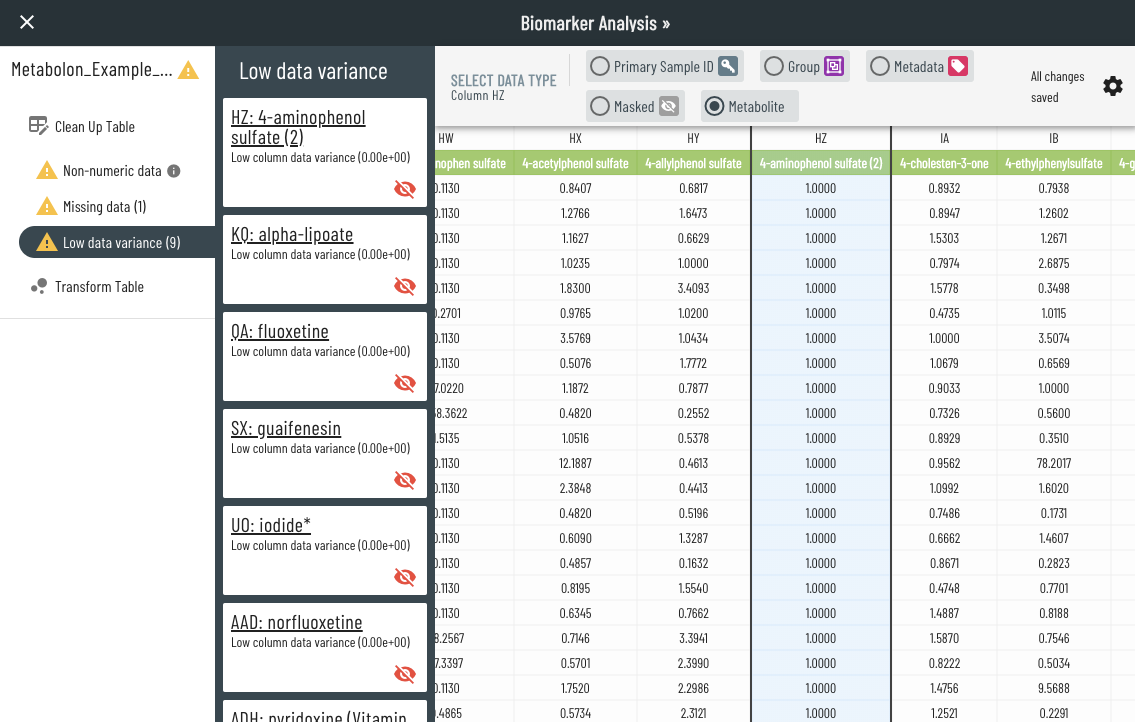 Biomarker Analysis »
Metabolon_Example_...
Clean Up Table
Non-numeric data
Missing data (1)
Low data variance (9)
Transform Table
Low data variance
HZ: 4-aminophenol
sulfate (2)
Low column data variance (0.00e+00)
KQ: alpha-lipoate
Low column data variance (0.00e+00)
QA: fluoxetine
Low column data variance (0.00e+00)
SX: guaifenesin
Low column data variance (0.00e+00)
UO: iodide*
Low column data variance (0.00e+00)
AAD: norfluoxetine
Low column data variance (0.00e+00)
ADH: pyridoxine (Vitamin
SELECT DATA TYPE
Column HZ
Primary Sample ID
Group
Metadata
Masked
Metabolite
All changes
saved
HW HX HY HZ IA IB
nophen sulfate 4-acetylphenol sulfate 4-allylphenol sulfate 4-aminophenol sulfate (2) 4-cholesten-3-one 4-ethylphenylsulfate 4-g
0.1130 0.8407 0.6817 1.0000 0.8932 0.7938
0.1130 1.2766 1.6473 1.0000 0.8947 1.2602
0.1130 1.1627 0.6629 1.0000 1.5303 1.2671
0.1130 1.0235 1.0000 1.0000 0.7974 2.6875
0.1130 1.8300 3.4093 1.0000 1.5778 0.3498
0.2701 0.9765 1.0200 1.0000 0.4735 1.0115
0.1130 3.5769 1.0434 1.0000 1.0000 3.5074
0.1130 0.5076 1.7772 1.0000 1.0679 0.6569
7.0220 1.1872 0.7877 1.0000 0.9033 1.0000
8.3622 0.4820 0.2552 1.0000 0.7326 0.5600
.5135 1.0516 0.5378 1.0000 0.8929 0.3510
0.1130 12.1887 0.4613 1.0000 0.9562 78.2017
0.1130 2.3848 0.4413 1.0000 1.0992 1.6020
0.1130 0.4820 0.5196 1.0000 0.7486 0.1731
0.1130 0.6090 1.3287 1.0000 0.6662 1.4607
0.1130 0.4857 0.1632 1.0000 0.8671 0.2823
0.1130 0.8195 1.5540 1.0000 0.4748 0.7701
0.1130 0.6345 0.7662 1.0000 1.4887 0.8188
8.2567 0.7146 3.3941 1.0000 1.5870 0.7546
7.3397 0.5701 2.3990 1.0000 0.8222 0.5034
0.1130 1.7520 2.2986 1.0000 1.4756 9.5688
.4865 0.5734 2.3121 1.0000 1.2521 0.2291